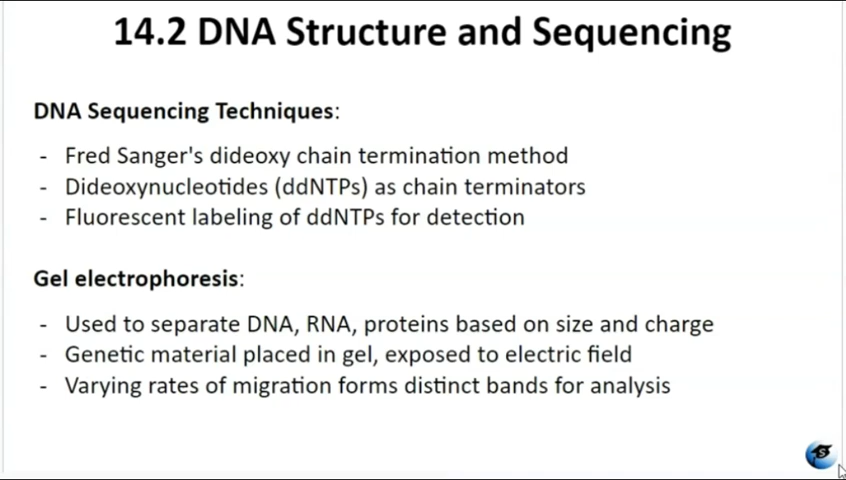 14.2 DNA Structure and Sequencing
DNA Sequencing Techniques:
- Fred Sanger's dideoxy chain termination method
- Dideoxynucleotides (ddNTPs) as chain terminators
- Fluorescent labeling of ddNTPs for detection
Gel electrophoresis:
- Used to separate DNA, RNA, proteins based on size and charge
- Genetic material placed in gel, exposed to electric field
- Varying rates of migration forms distinct bands for analysis
S